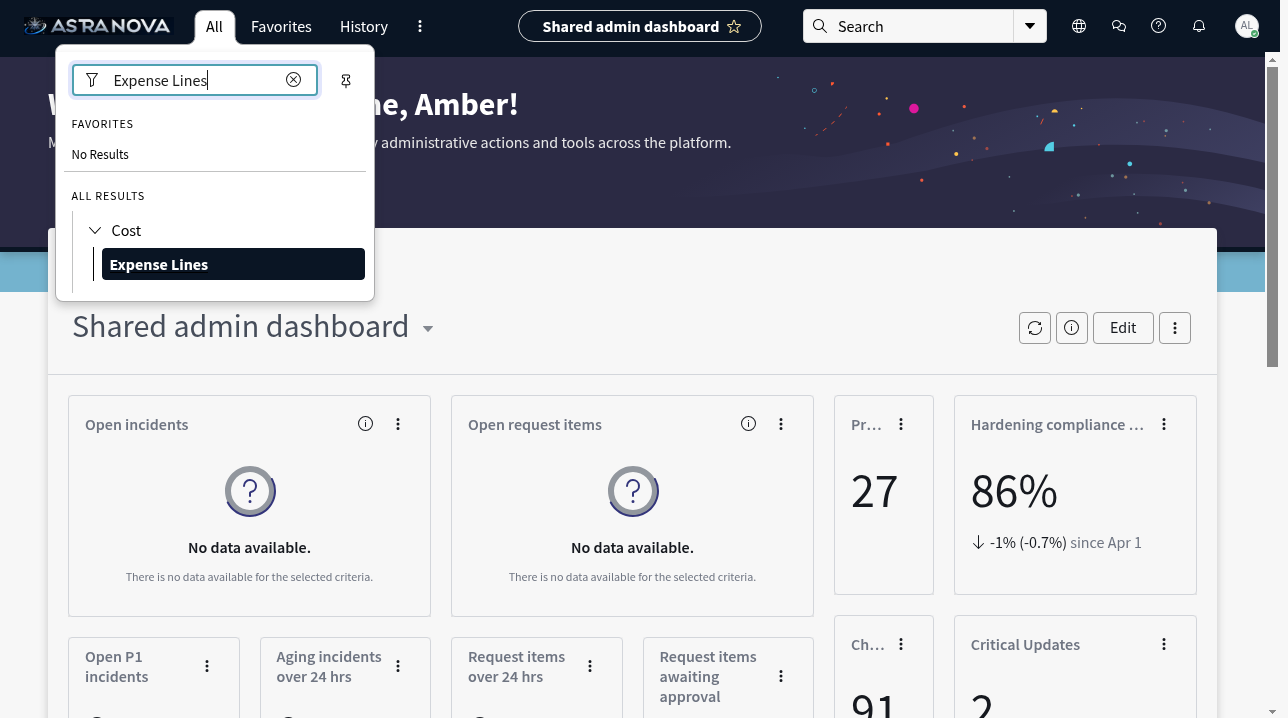 ASTRANOVA
All
Favorites
History
Shared admin dashboard
Search
AL
Expense Lines
FAVORITES
No Results
ALL RESULTS
Cost
Expense Lines
me, Amber!
administrative actions and tools across the platform.
Shared admin dashboard
Edit
Open incidents
No data available.
There is no data available for the selected criteria.
Open request items
No data available.
There is no data available for the selected criteria.
Pr...
27
Hardening compliance ...
86%
-1% (-0.7%) since Apr 1
Open P1
incidents
Aging incidents
over 24 hrs
Request items
over 24 hrs
Request items
awaiting
approval
Ch...
91
Critical Updates
2